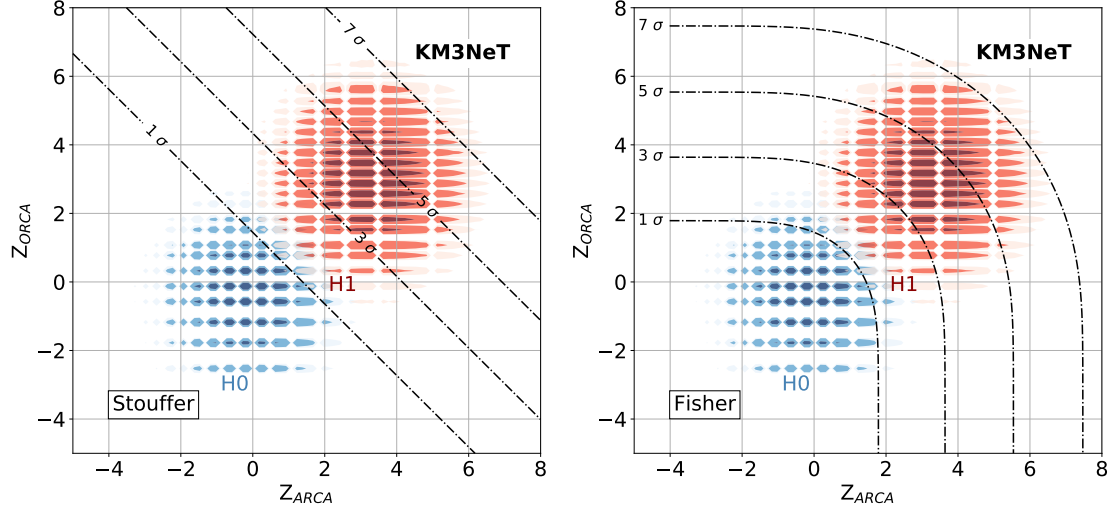 8
6
4
2
0
−2
−4
Z_ORCA
7 σ
KM3NeT
1 σ
5 σ
3 σ
H1
H0
Stouffer
−4 −2 0 2 4 6 8
Z_ARCA
8
6
4
2
0
−2
−4
Z_ORCA
7 σ
KM3NeT
5 σ
3 σ
1 σ
H1
H0
Fisher
−4 −2 0 2 4 6 8
Z_ARCA